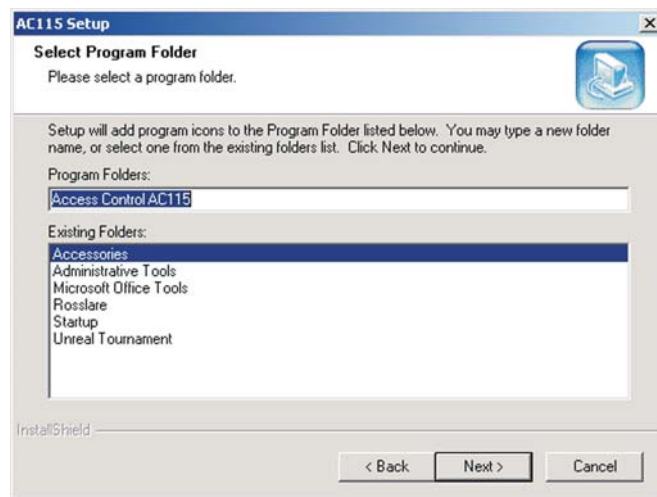 AC115 Setup
Select Program Folder
Please select a program folder.
Setup will add program icons to the Program Folder listed below. You may type a new folder
name, or select one from the existing folders list. Click Next to continue.
Program Folders:
Access Control AC115
Existing Folders:
Accessories
Administrative Tools
Microsoft Office Tools
Rosslare
Startup
Unreal Tournament
InstallShield
< Back
Next >
Cancel